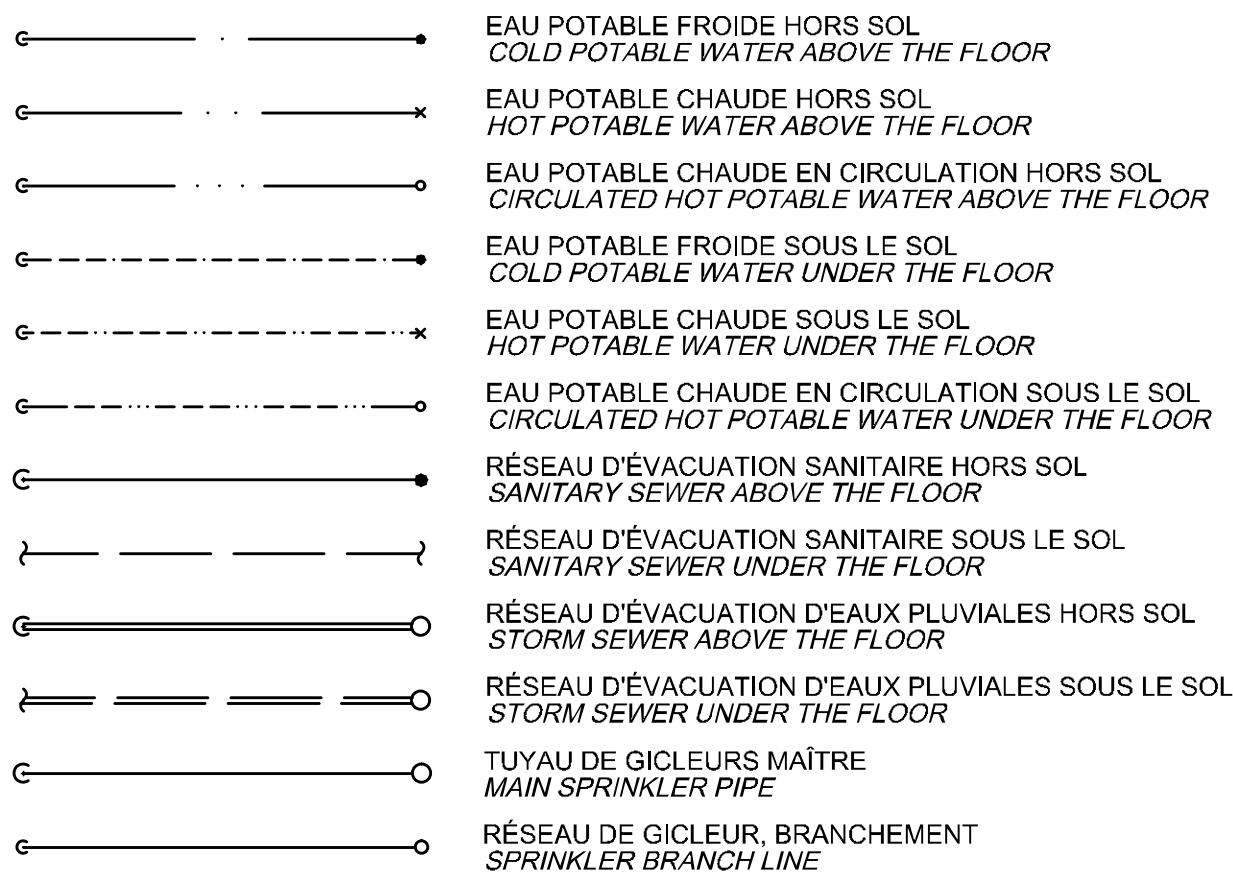 EAU POTABLE FROIDE HORS SOL
COLD POTABLE WATER ABOVE THE FLOOR
EAU POTABLE CHAUDE HORS SOL
HOT POTABLE WATER ABOVE THE FLOOR
EAU POTABLE CHAUDE EN CIRCULATION HORS SOL
CIRCULATED HOT POTABLE WATER ABOVE THE FLOOR
EAU POTABLE FROIDE SOUS LE SOL
COLD POTABLE WATER UNDER THE FLOOR
EAU POTABLE CHAUDE SOUS LE SOL
HOT POTABLE WATER UNDER THE FLOOR
EAU POTABLE CHAUDE EN CIRCULATION SOUS LE SOL
CIRCULATED HOT POTABLE WATER UNDER THE FLOOR
RÉSEAU D'ÉVACUATION SANITAIRE HORS SOL
SANITARY SEWER ABOVE THE FLOOR
RÉSEAU D'ÉVACUATION SANITAIRE SOUS LE SOL
SANITARY SEWER UNDER THE FLOOR
RÉSEAU D'ÉVACUATION D'EAUX PLUVIALES HORS SOL
STORM SEWER ABOVE THE FLOOR
RÉSEAU D'ÉVACUATION D'EAUX PLUVIALES SOUS LE SOL
STORM SEWER UNDER THE FLOOR
TUYAU DE GICLEURS MAÎTRE
MAIN SPRINKLER PIPE
RÉSEAU DE GICLEUR, BRANCHEMENT
SPRINKLER BRANCH LINE